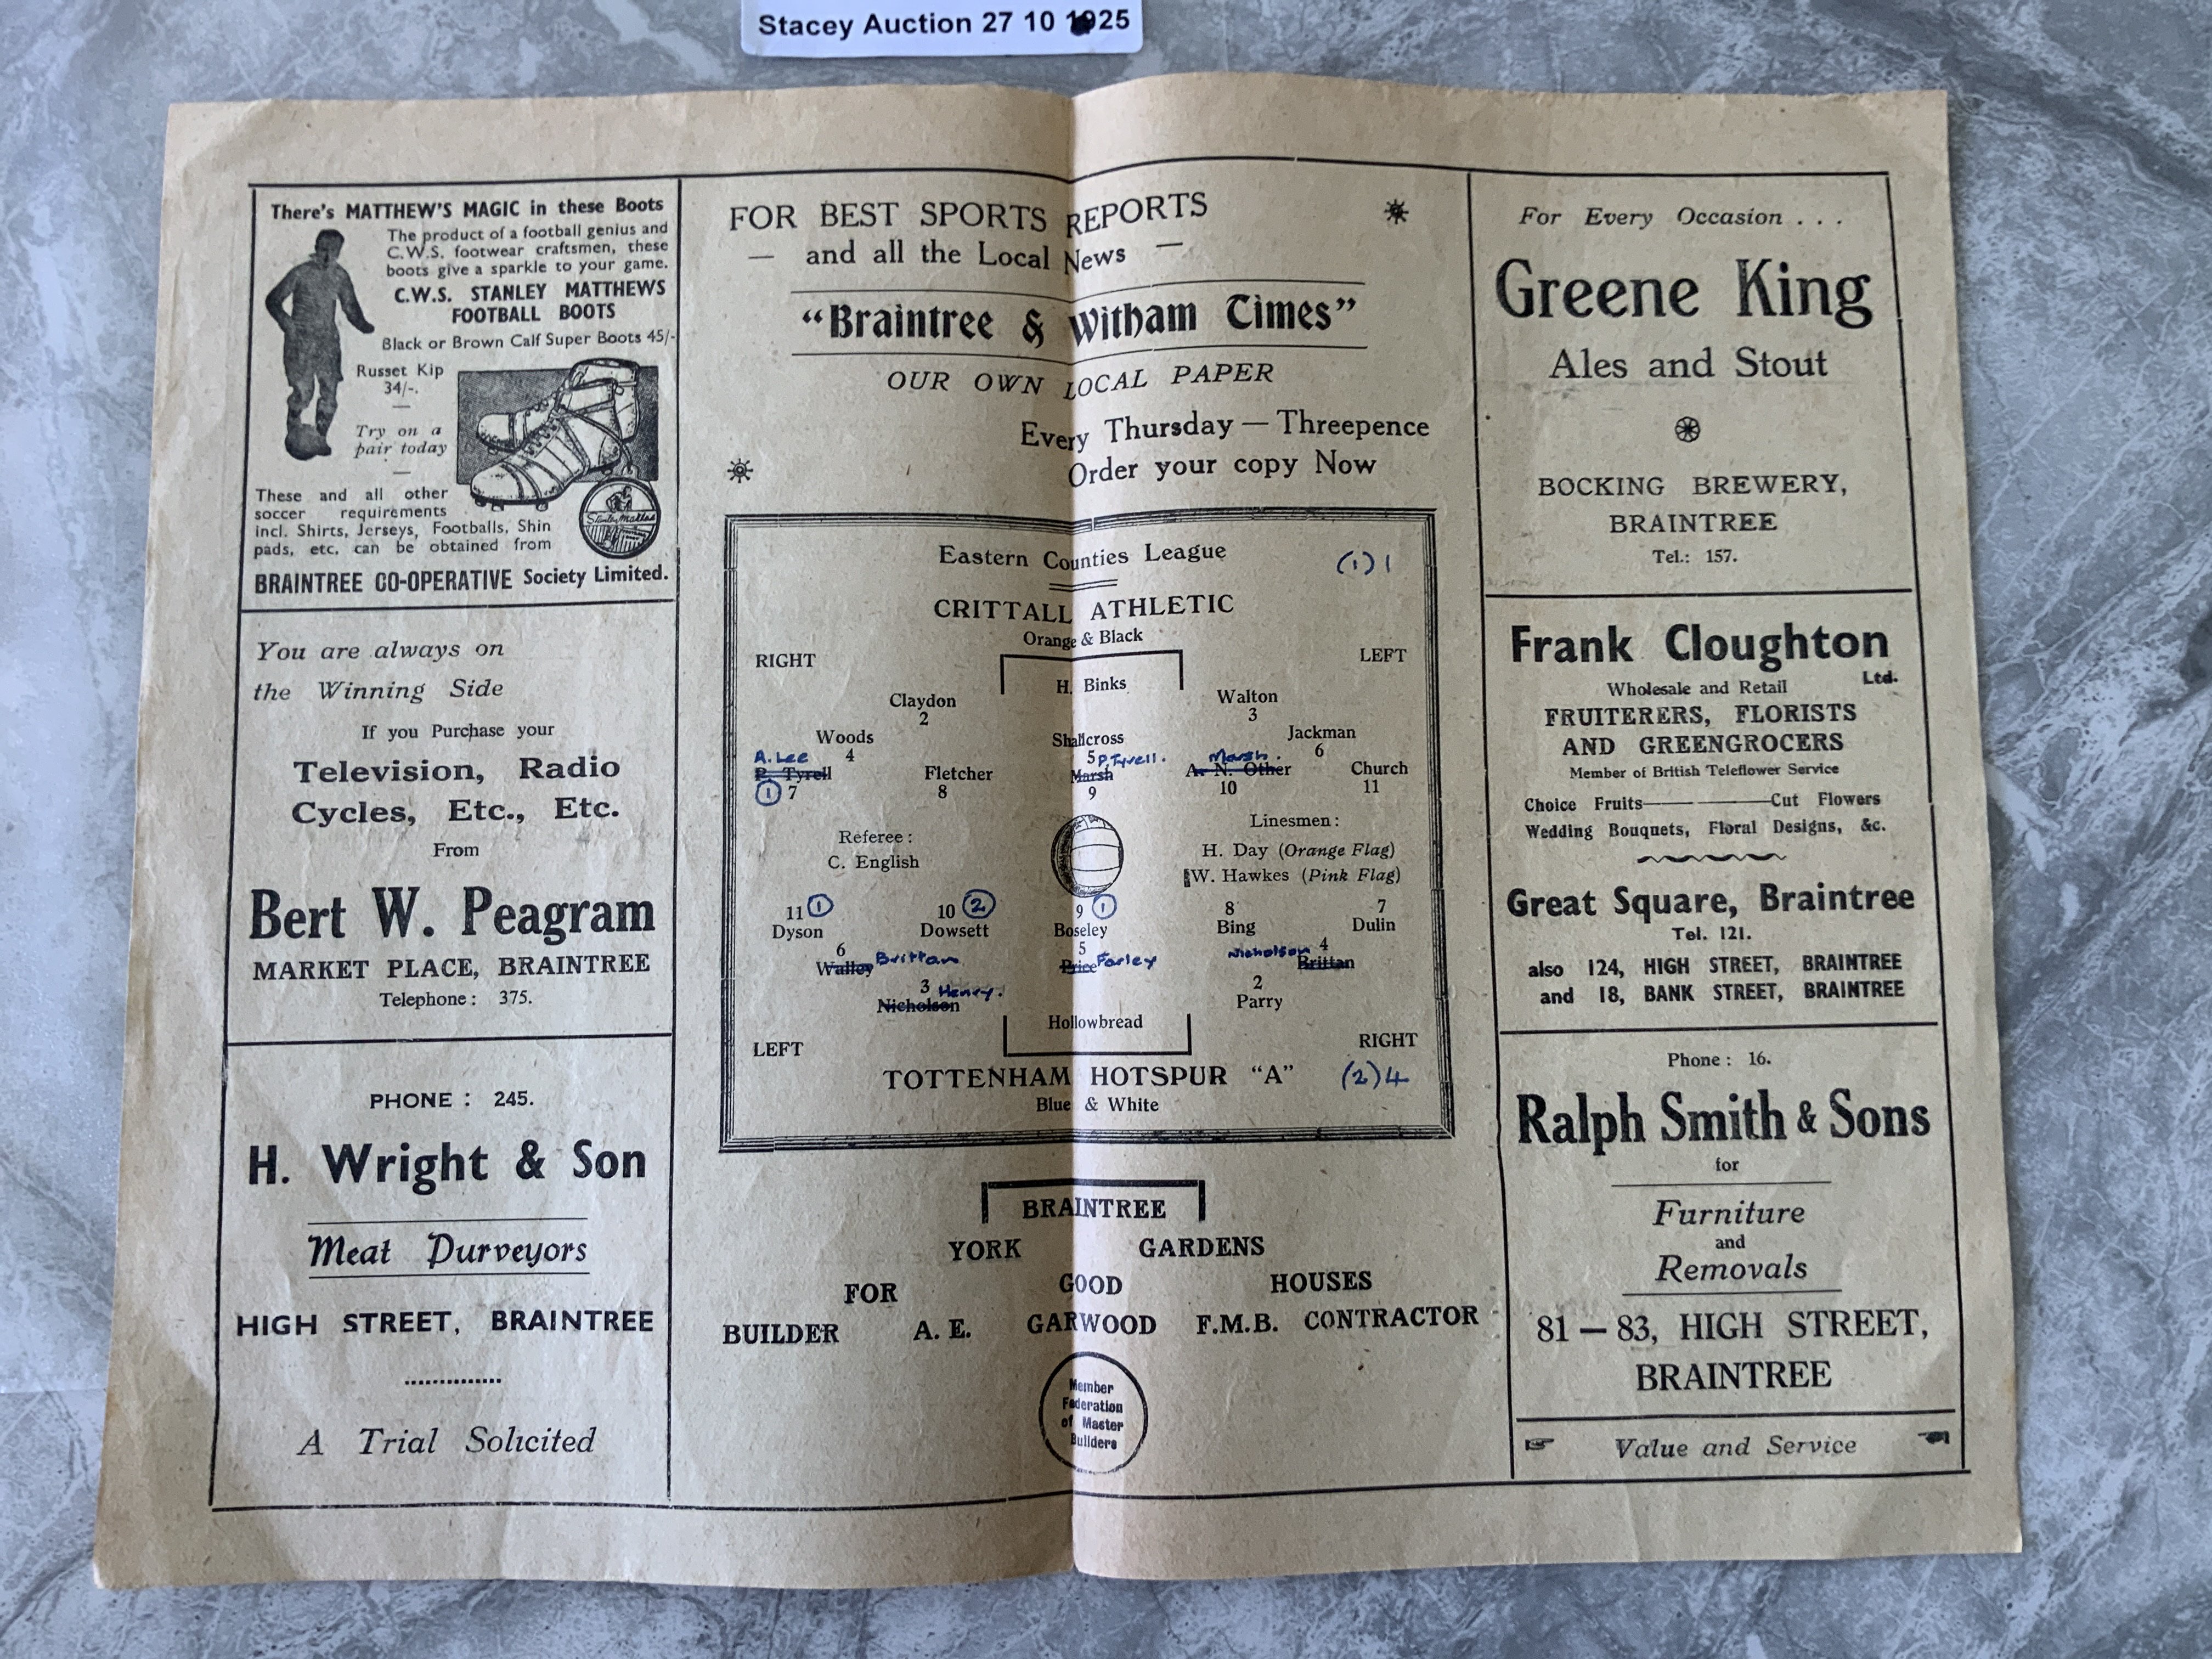 Stacey Auction 27 10 1925
There's MATTHEW'S MAGIC in these Boots
The product of a football genius and
C.W.S. footwear craftsmen, these
boots give a sparkle to your game.
C.W.S. STANLEY MATTHEWS
FOOTBALL BOOTS
Black or Brown Calf Super Boots 45/-
Russet Kip
34/-.
Try on a
pair today
These and all other
soccer requirements
incl. Shirts, Jerseys, Footballs, Shin
pads, etc. can be obtained from
Stanley Matthews
BRAINTREE CO-OPERATIVE Society Limited.
You are always on
the Winning Side
If you Purchase your
Television, Radio
Cycles, Etc., Etc.
From
Bert W. Peagram
MARKET PLACE, BRAINTREE
Telephone: 375.
PHONE : 245.
H. Wright & Son
Meat Purveyors
HIGH STREET, BRAINTREE
A Trial Solicited
FOR BEST SPORTS REPORTS
— and all the Local News —
"Braintree & Witham Times"
OUR OWN LOCAL PAPER
Every Thursday — Threepence
Order your copy Now
Eastern Counties League (1) 1
CRITTALL ATHLETIC
Orange & Black
RIGHT LEFT
H. Binks
Claydon Walton
2 3
Woods Shallcross Jackman
4 5 6
A. Lee P. Tyrell. Marsh.
P. Tyrell Fletcher Marsh A. N. Other Church
1 7 8 9 10 11
Referee : Linesmen :
C. English H. Day (Orange Flag)
W. Hawkes (Pink Flag)
11 1 10 2 9 1 8 7
Dyson Dowsett Boseley Bing Dulin
6 5 4
Walley Brittan Price Farley Nicholson Brittan
3 Henry. 2
Nicholson Parry
Hollowbread
LEFT RIGHT
TOTTENHAM HOTSPUR "A" (2) 4
Blue & White
BRAINTREE
YORK GARDENS
FOR GOOD HOUSES
BUILDER A. E. GARWOOD F.M.B. CONTRACTOR
Member
Federation
of Master
Builders
For Every Occasion . . .
Greene King
Ales and Stout
BOCKING BREWERY,
BRAINTREE
Tel.: 157.
Frank Cloughton
Ltd.
Wholesale and Retail
FRUITERERS, FLORISTS
AND GREENGROCERS
Member of British Teleflower Service
Choice Fruits— —Cut Flowers
Wedding Bouquets, Floral Designs, &c.
Great Square, Braintree
Tel. 121.
also 124, HIGH STREET, BRAINTREE
and 18, BANK STREET, BRAINTREE
Phone : 16.
Ralph Smith & Sons
for
Furniture
and
Removals
81 — 83, HIGH STREET,
BRAINTREE
Value and Service